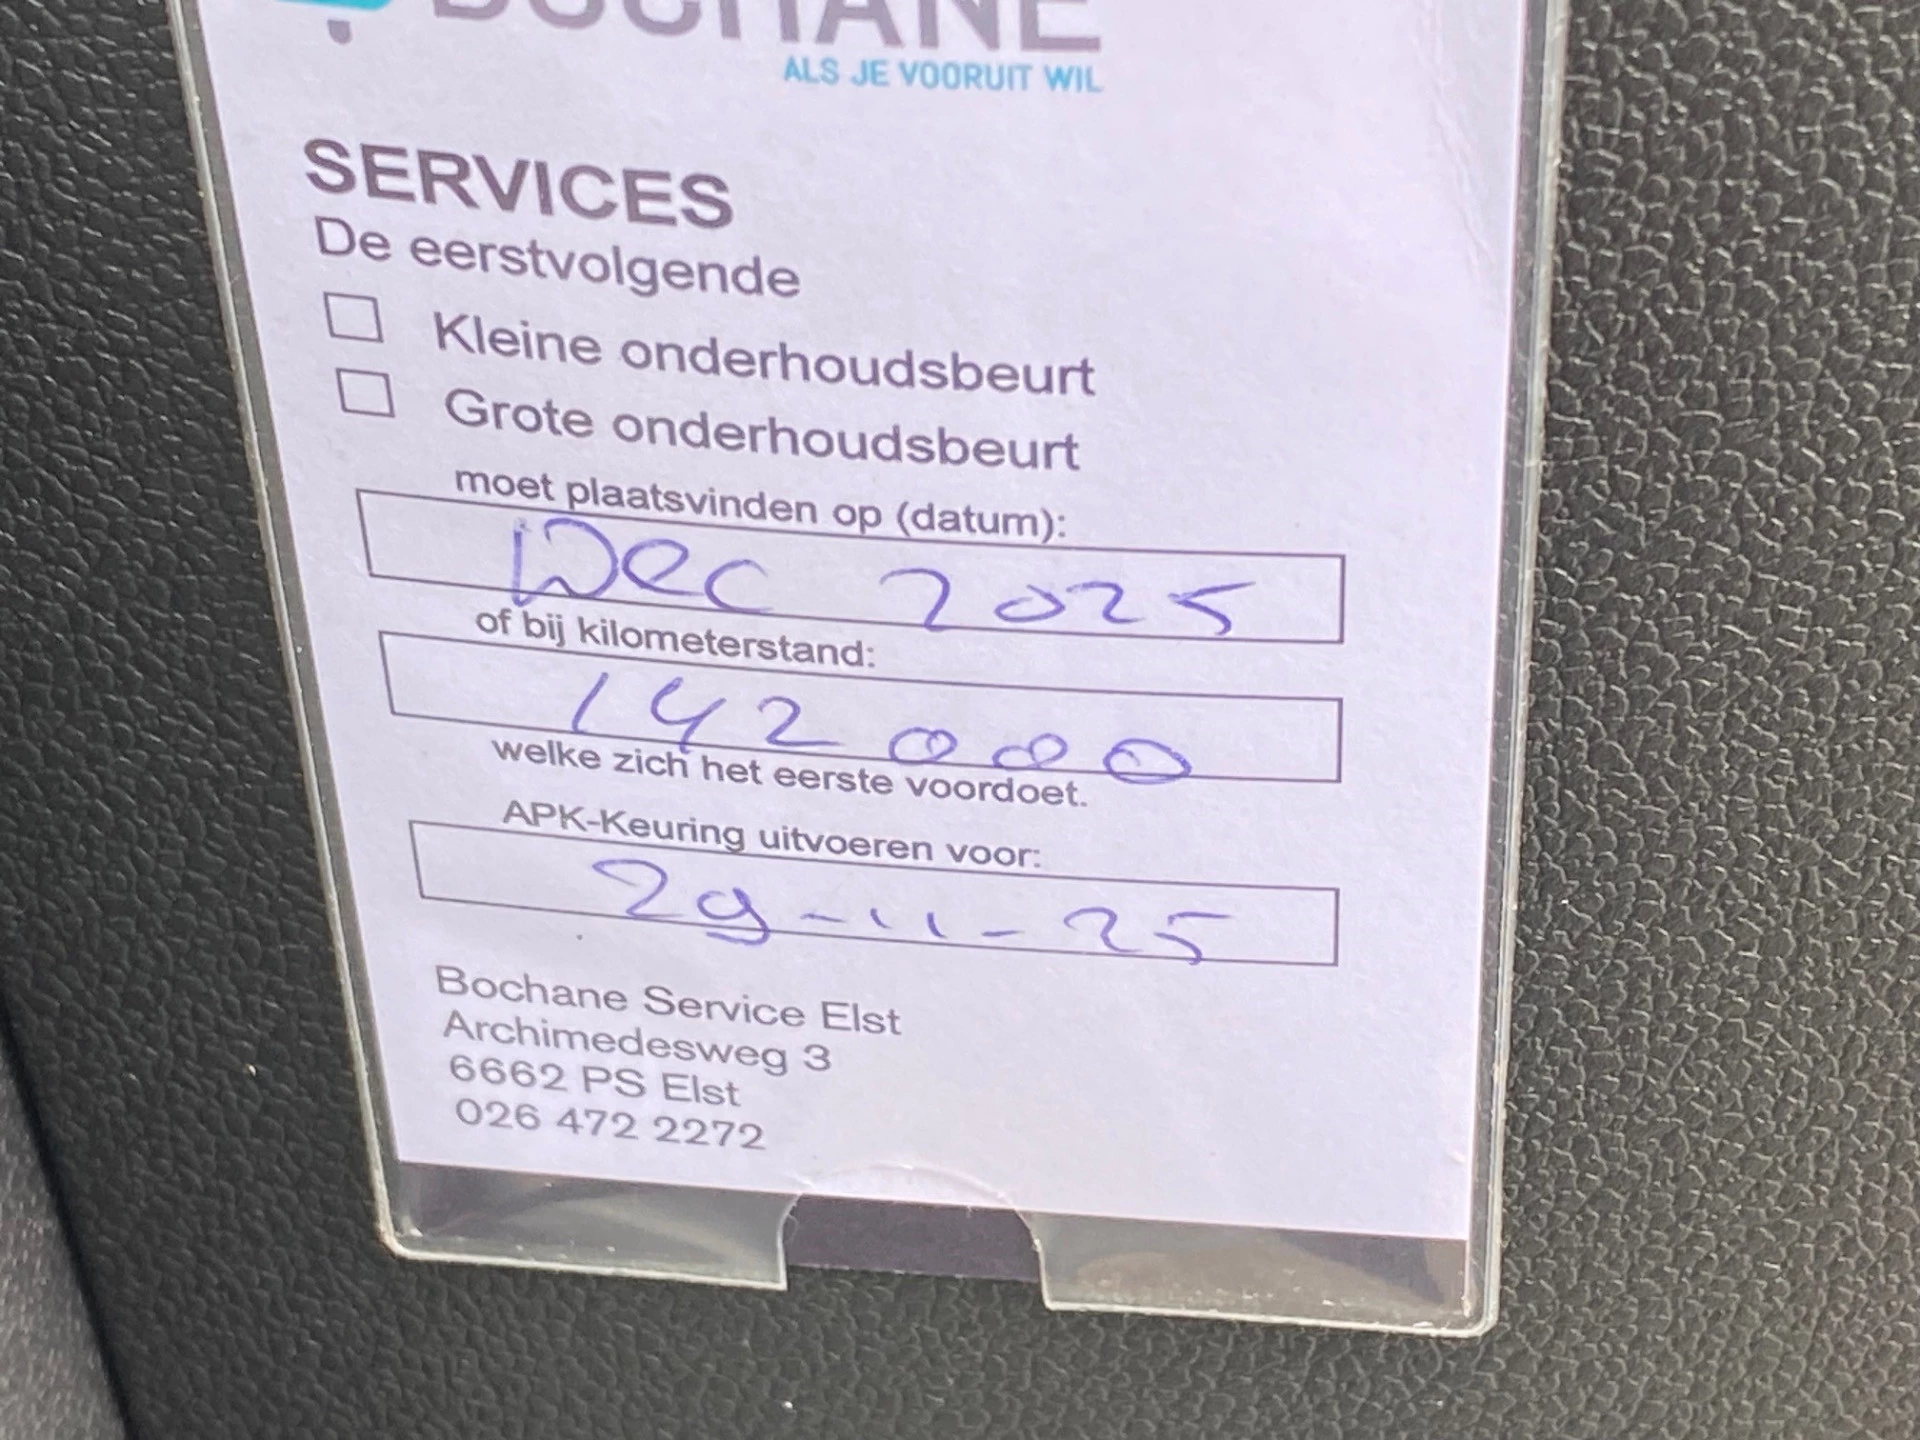 BOCHANE
ALS JE VOORUIT WIL
SERVICES
De eerstvolgende
Kleine onderhoudsbeurt
Grote onderhoudsbeurt
moet plaatsvinden op (datum):
Dec 2025
of bij kilometerstand:
142000
welke zich het eerste voordoet.
APK-Keuring uitvoeren voor:
29-11-25
Bochane Service Elst
Archimedesweg 3
6662 PS Elst
026 472 2272